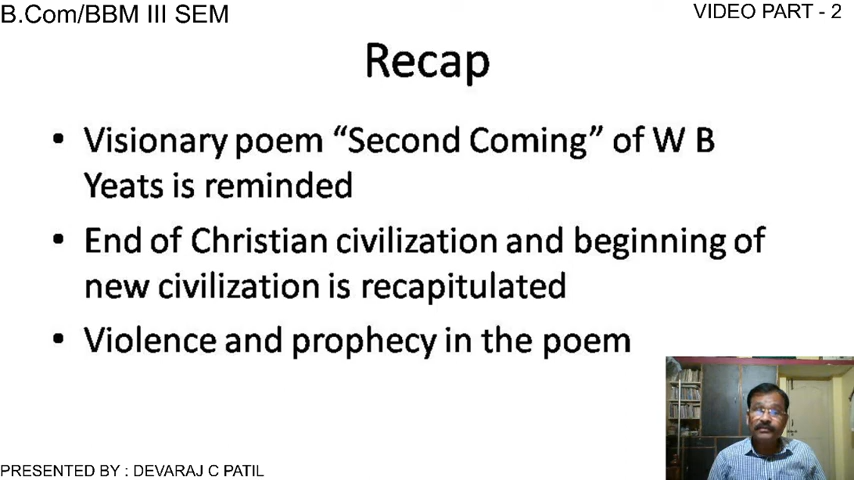 B.Com/BBM III SEM
VIDEO PART - 2
Recap
• Visionary poem “Second Coming” of W B
Yeats is reminded
• End of Christian civilization and beginning of
new civilization is recapitulated
• Violence and prophecy in the poem
PRESENTED BY : DEVARAJ C PATIL